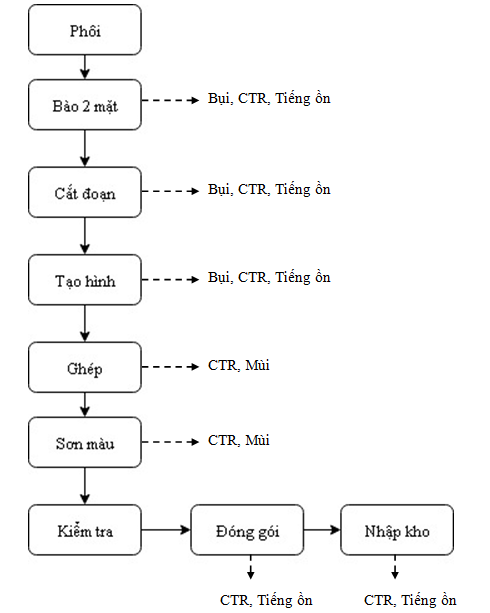 Phôi
Bào 2 mặt
Bụi, CTR, Tiếng ồn
Cắt đoạn
Bụi, CTR, Tiếng ồn
Tạo hình
Bụi, CTR, Tiếng ồn
Ghép
CTR, Mùi
Sơn màu
CTR, Mùi
Kiểm tra
Đóng gói
Nhập kho
CTR, Tiếng ồn
CTR, Tiếng ồn